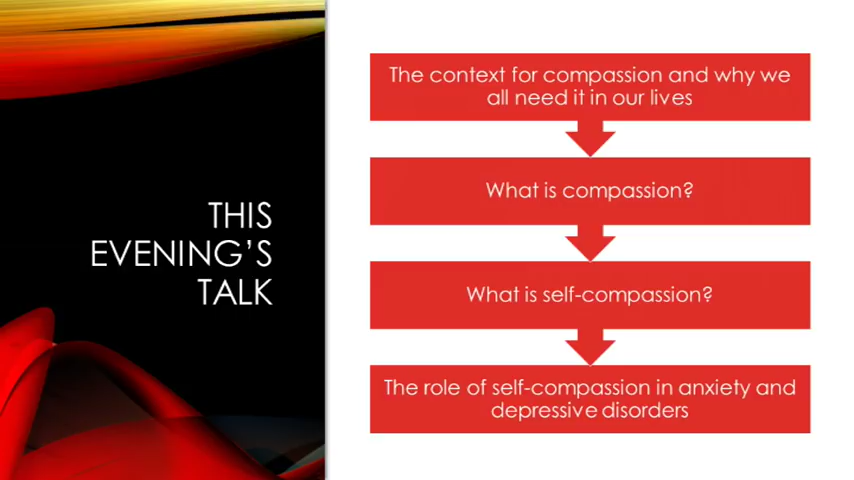 THIS
EVENING'S
TALK
The context for compassion and why we
all need it in our lives
What is compassion?
What is self-compassion?
The role of self-compassion in anxiety and
depressive disorders